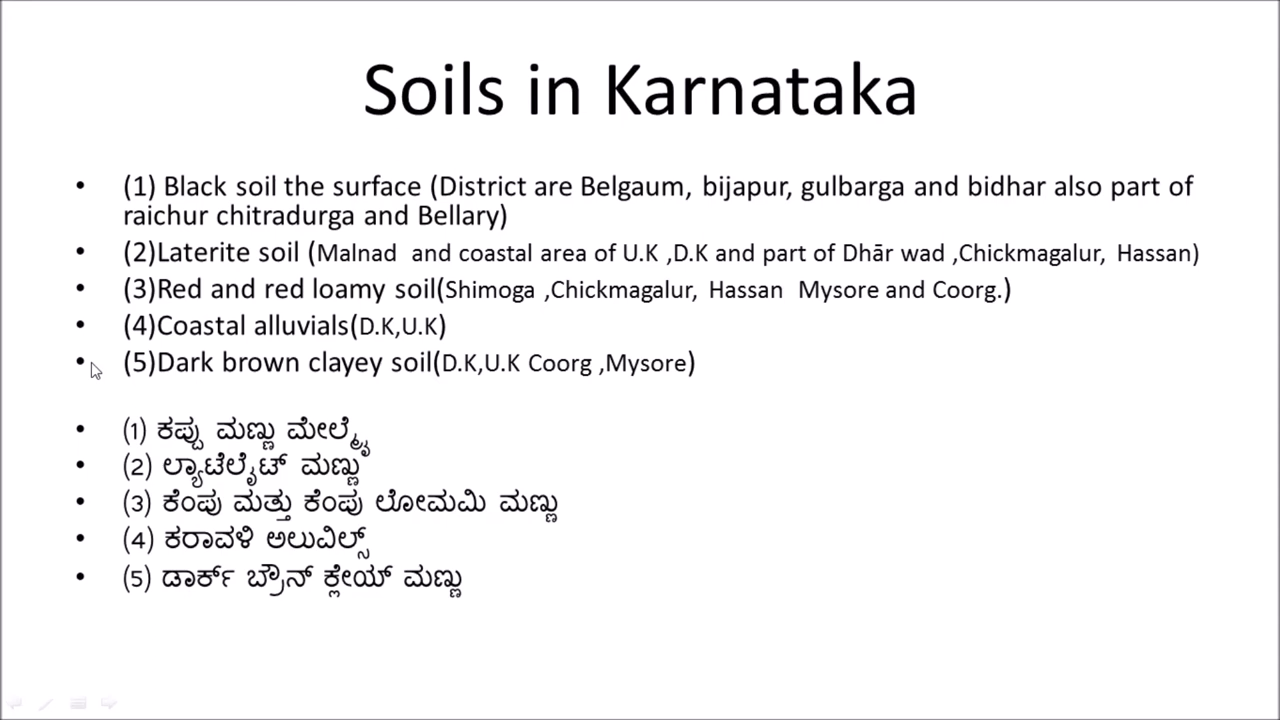 Soils in Karnataka
• (1) Black soil the surface (District are Belgaum, bijapur, gulbarga and bidhar also part of
raichur chitradurga and Bellary)
• (2)Laterite soil (Malnad and coastal area of U.K ,D.K and part of Dhār wad ,Chickmagalur, Hassan)
• (3)Red and red loamy soil(Shimoga ,Chickmagalur, Hassan Mysore and Coorg.)
• (4)Coastal alluvials(D.K,U.K)
• (5)Dark brown clayey soil(D.K,U.K Coorg ,Mysore)
• (1) ಕಪ್ಪು ಮಣ್ಣು ಮೇಲ್ಮೈ
• (2) ಲ್ಯಾಟೆಲೈಟ್ ಮಣ್ಣು
• (3) ಕೆಂಪು ಮತ್ತು ಕೆಂಪು ಲೋಮಮಿ ಮಣ್ಣು
• (4) ಕರಾವಳಿ ಅಲುವಿಲ್ಸ್
• (5) ಡಾರ್ಕ್ ಬ್ರೌನ್ ಕ್ಲೇಯ್ ಮಣ್ಣು